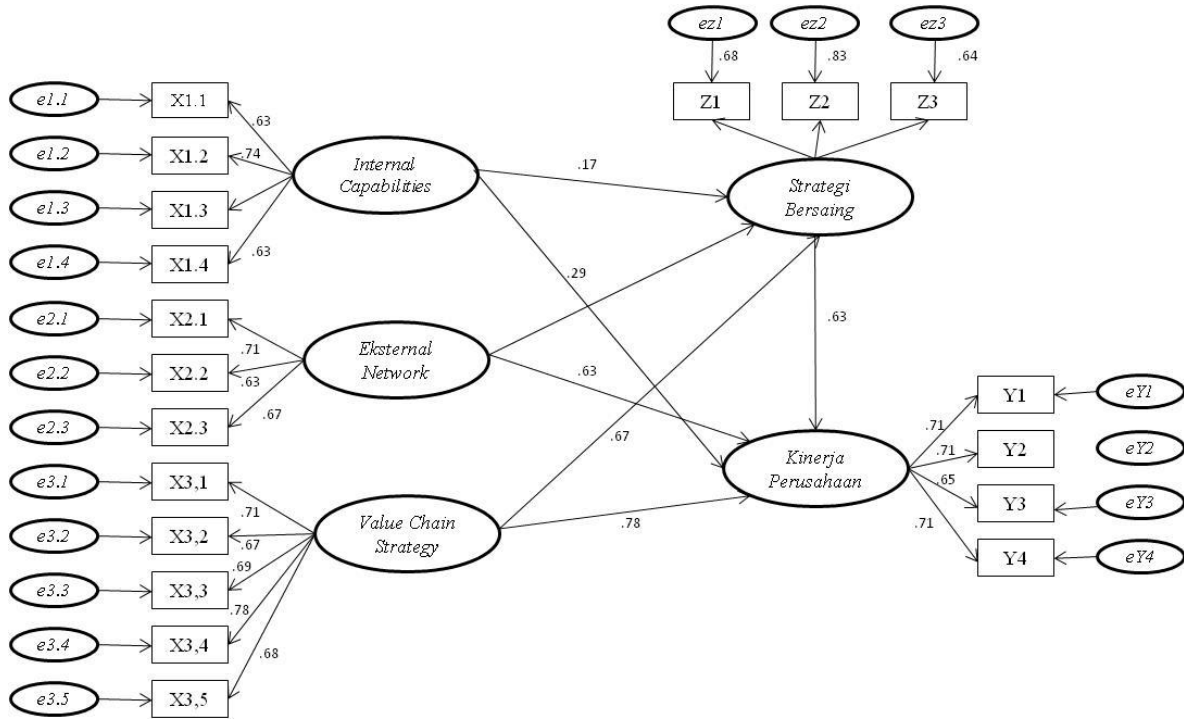 ez1
ez2
ez3
.68
.83
.64
Z1
Z2
Z3
e1.1
X1.1
.63
e1.2
X1.2
.74
Internal
Capabilities
.17
Strategi
Bersaing
e1.3
X1.3
e1.4
X1.4
.63
.29
e2.1
X2.1
.71
.63
Eksternal
Network
e2.2
X2.2
.63
.63
e2.3
X2.3
.67
.67
Y1
eY1
.71
Y2
eY2
.71
Kinerja
Perusahaan
e3.1
X3,1
.71
.65
Y3
eY3
e3.2
X3,2
.67
Value Chain
Strategy
.78
.71
Y4
eY4
e3.3
X3,3
.69
.78
e3.4
X3,4
.68
e3.5
X3,5